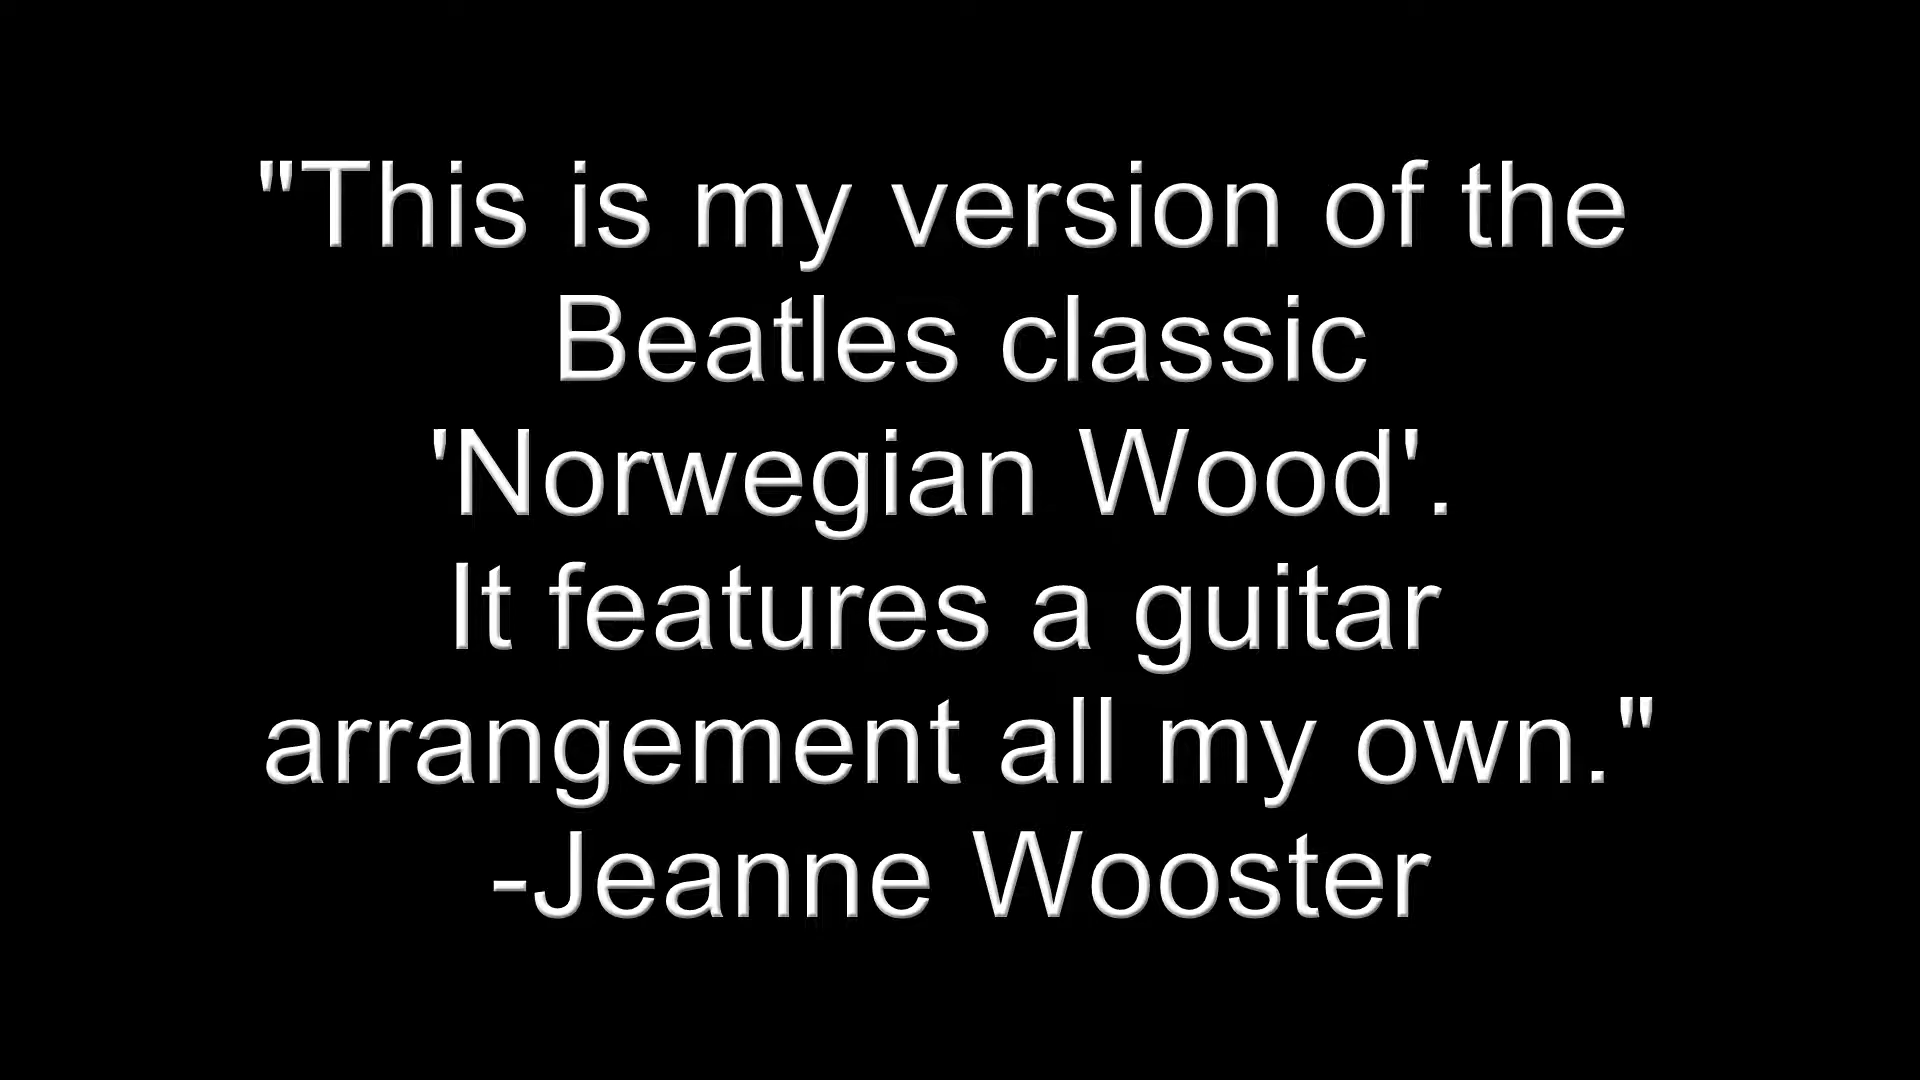 "This is my version of the
Beatles classic
'Norwegian Wood'.
It features a guitar
arrangement all my own."
-Jeanne Wooster